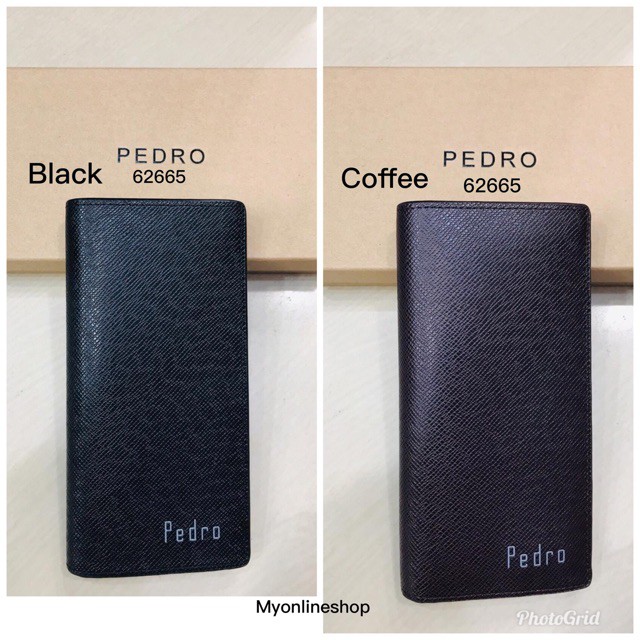 Black
PEDRO
62665
Pedro
Coffee
PEDRO
62665
Pedro
Myonlineshop
PhotoGrid